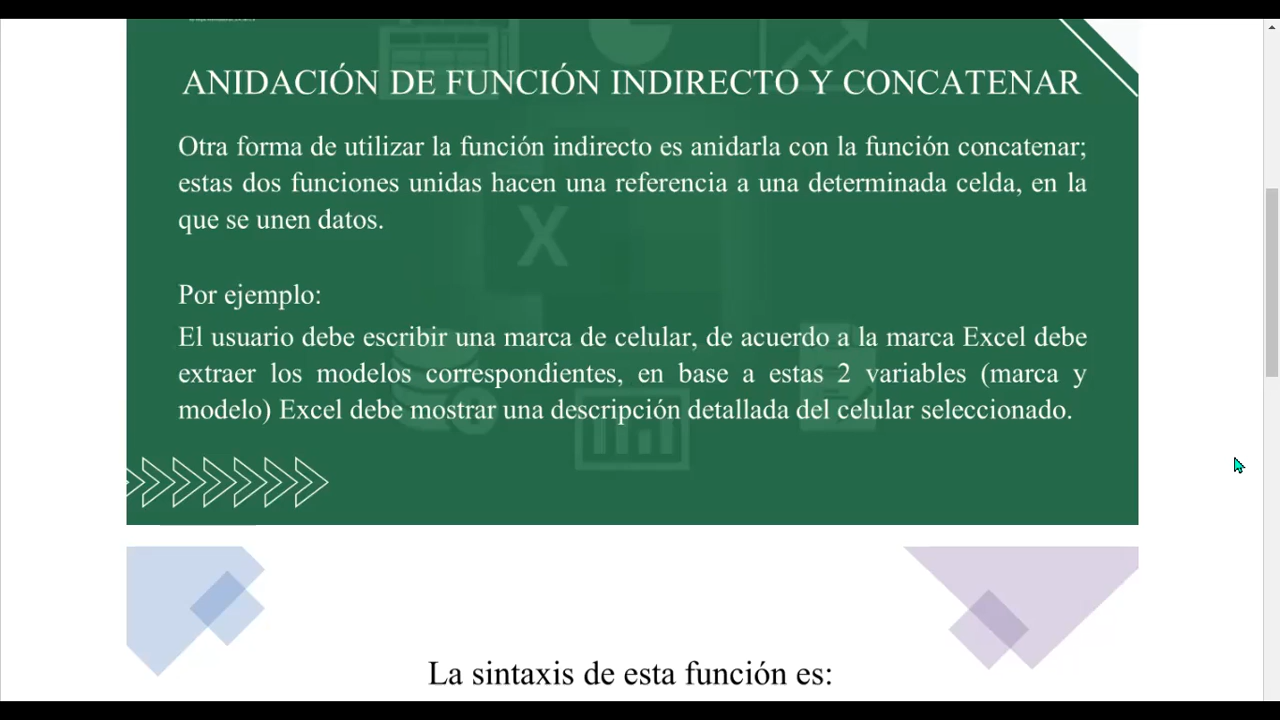 ANIDACIÓN DE FUNCIÓN INDIRECTO Y CONCATENAR
Otra forma de utilizar la función indirecto es anidarla con la función concatenar;
estas dos funciones unidas hacen una referencia a una determinada celda, en la
que se unen datos.
Por ejemplo:
El usuario debe escribir una marca de celular, de acuerdo a la marca Excel debe
extraer los modelos correspondientes, en base a estas 2 variables (marca y
modelo) Excel debe mostrar una descripción detallada del celular seleccionado.
X
La sintaxis de esta función es: